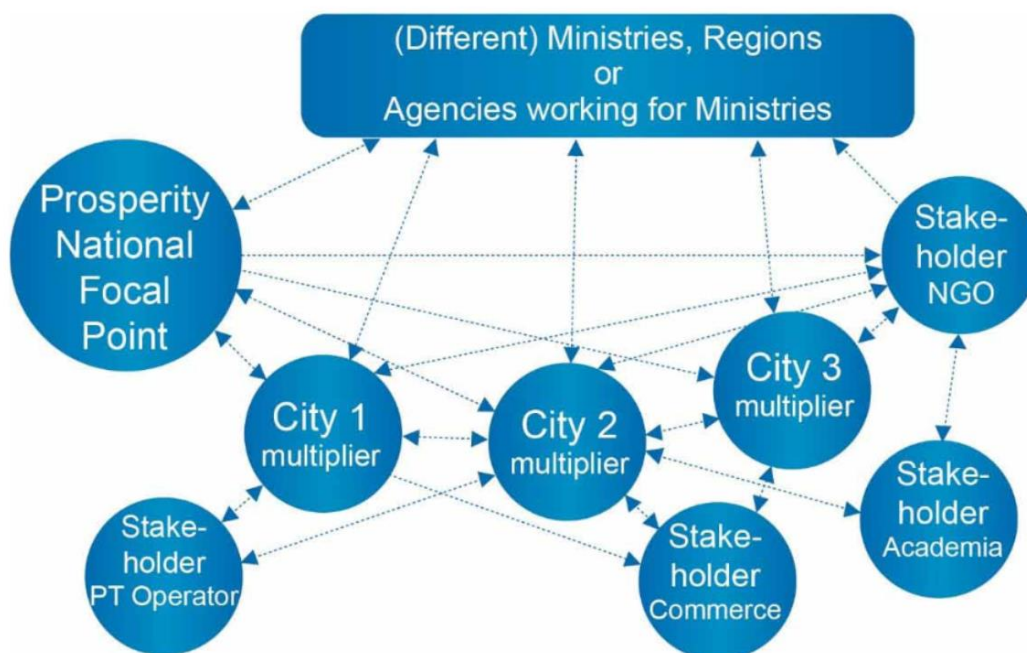 (Different) Ministries, Regions
or
Agencies working for Ministries
Prosperity
National
Focal
Point
Stake-
holder
NGO
City 1
multiplier
City 2
multiplier
City 3
multiplier
Stake-
holder
PT Operator
Stake-
holder
Commerce
Stake-
holder
Academia